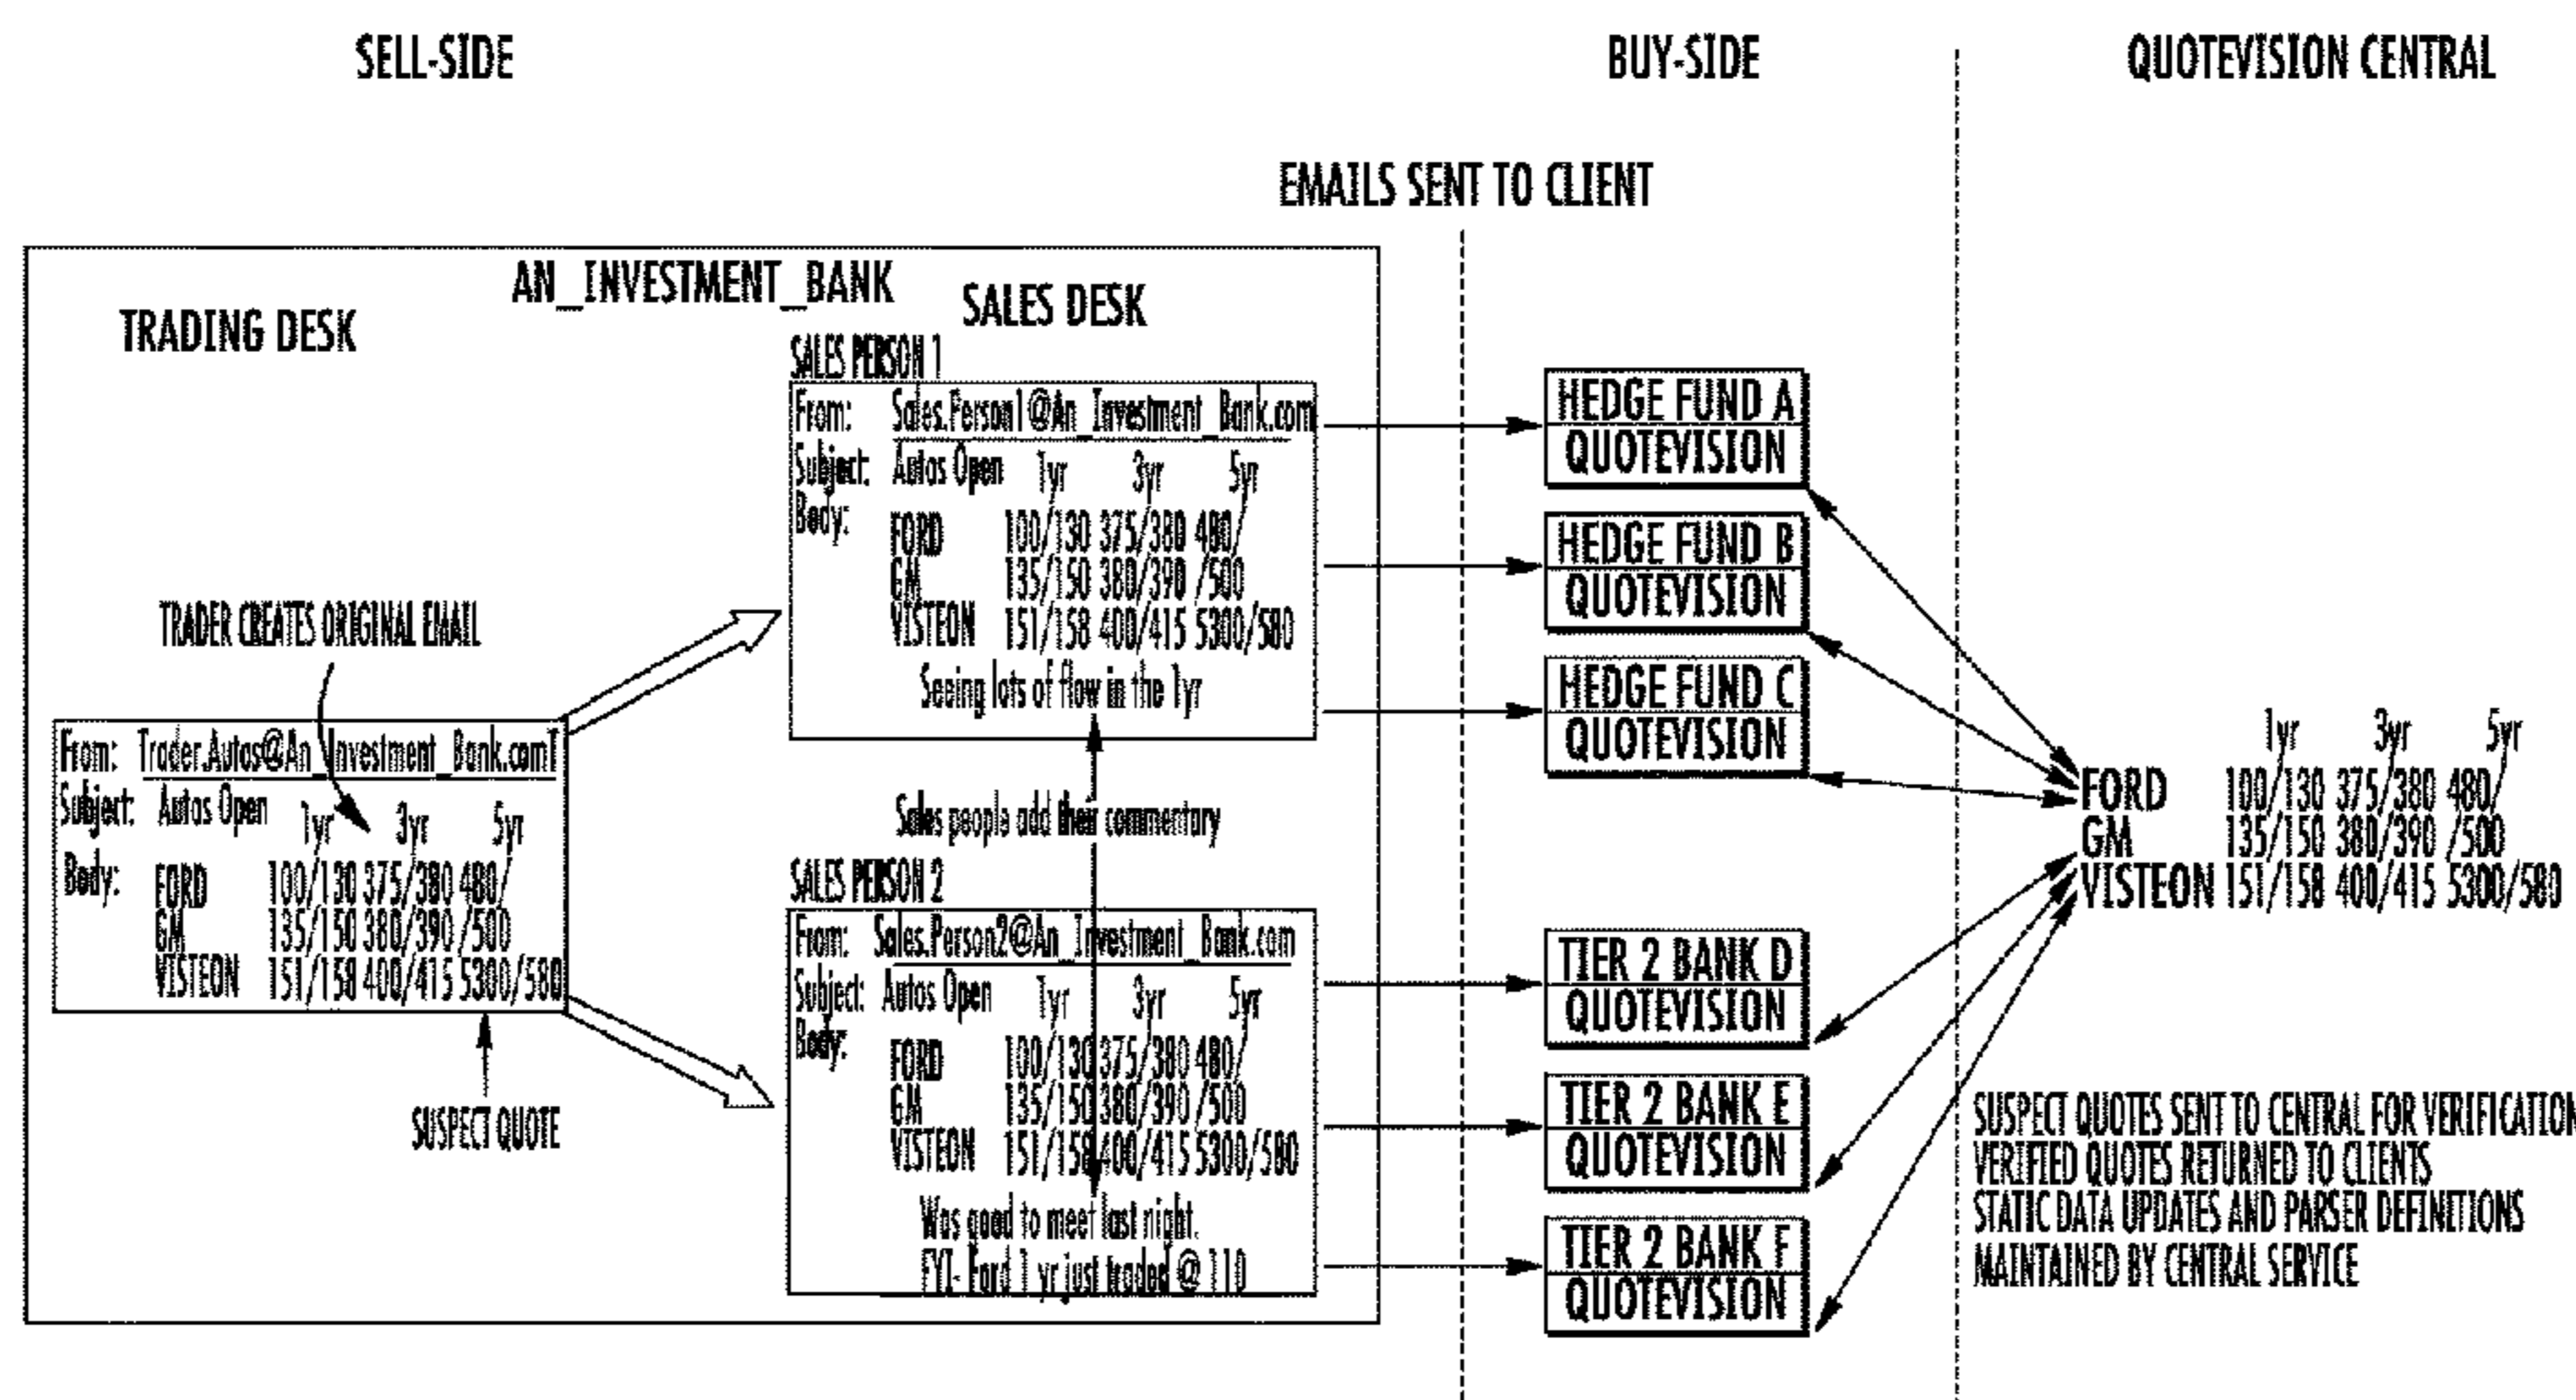 SELL-SIDE
BUY-SIDE
QUOTEVISION CENTRAL
EMAILS SENT TO CLIENT
AN_INVESTMENT_BANK
TRADING DESK
SALES DESK
TRADER CREATES ORIGINAL EMAIL
From: Trader.Autos@An_Investment_Bank.comT
Subject: Autos Open 1yr 3yr 5yr
Body:
FORD 100/130 375/380 480/
GM 135/150 380/390 /500
VISTEON 151/158 400/415 5300/580
SUSPECT QUOTE
SALES PERSON 1
From: Sales.Person1@An_Investment_Bank.com
Subject: Autos Open 1yr 3yr 5yr
Body:
FORD 100/130 375/380 480/
GM 135/150 380/390 /500
VISTEON 151/158 400/415 5300/580
Seeing lots of flow in the 1yr
Sales people add their commentary
SALES PERSON 2
From: Sales.Person2@An_Investment_Bank.com
Subject: Autos Open 1yr 3yr 5yr
Body:
FORD 100/130 375/380 480/
GM 135/150 380/390 /500
VISTEON 151/158 400/415 5300/580
Was good to meet last night.
FYI- Ford 1 yr just traded @ 110
HEDGE FUND A
QUOTEVISION
HEDGE FUND B
QUOTEVISION
HEDGE FUND C
QUOTEVISION
TIER 2 BANK D
QUOTEVISION
TIER 2 BANK E
QUOTEVISION
TIER 2 BANK F
QUOTEVISION
1yr 3yr 5yr
FORD 100/130 375/380 480/
GM 135/150 380/390 /500
VISTEON 151/158 400/415 5300/580
SUSPECT QUOTES SENT TO CENTRAL FOR VERIFICATION
VERIFIED QUOTES RETURNED TO CLIENTS
STATIC DATA UPDATES AND PARSER DEFINITIONS
MAINTAINED BY CENTRAL SERVICE